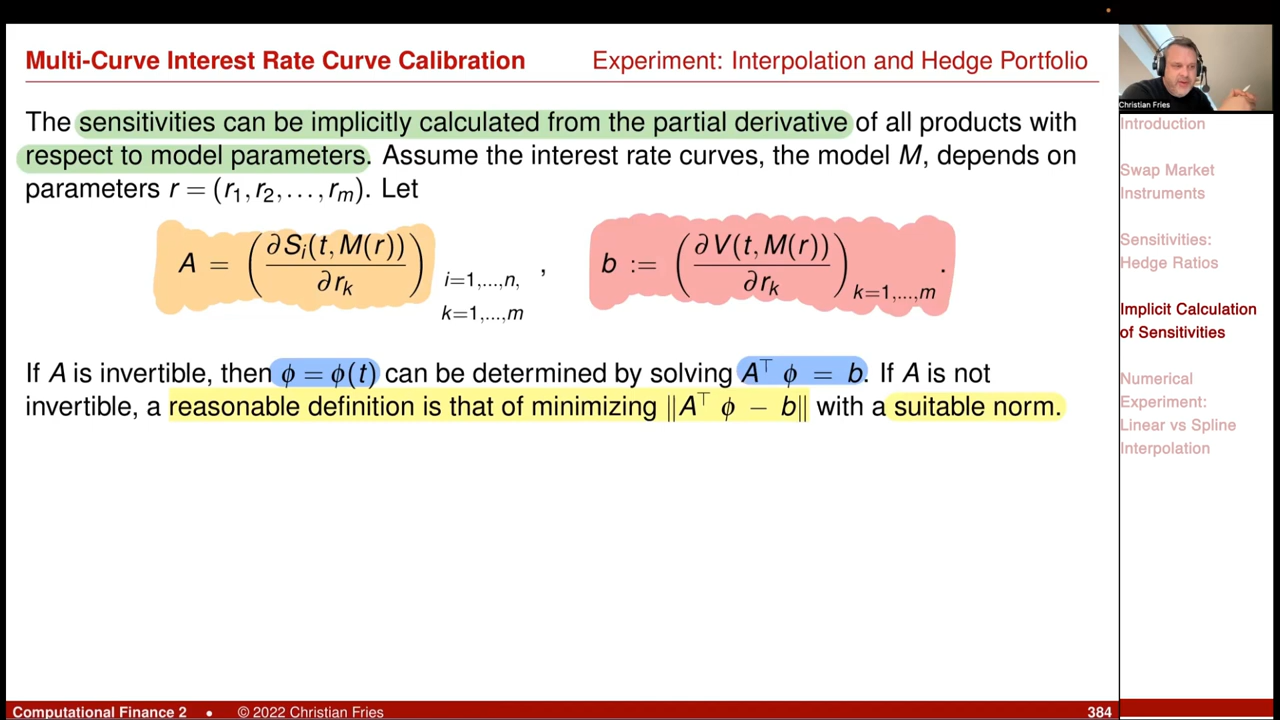 Multi-Curve Interest Rate Curve Calibration
Experiment: Interpolation and Hedge Portfolio
The sensitivities can be implicitly calculated from the partial derivative of all products with
respect to model parameters. Assume the interest rate curves, the model M, depends on
parameters r = (r₁, r₂, ..., rₘ). Let
A = (∂Sᵢ(t, M(r)) / ∂rₖ) i=1,...,n, k=1,...,m , b := (∂V(t, M(r)) / ∂rₖ) k=1,...,m .
If A is invertible, then ϕ = ϕ(t) can be determined by solving A⊤ ϕ = b. If A is not
invertible, a reasonable definition is that of minimizing ‖A⊤ ϕ − b‖ with a suitable norm.
Christian Fries
Introduction
Swap Market
Instruments
Sensitivities:
Hedge Ratios
Implicit Calculation
of Sensitivities
Numerical
Experiment:
Linear vs Spline
Interpolation
Computational Finance 2 • © 2022 Christian Fries
384